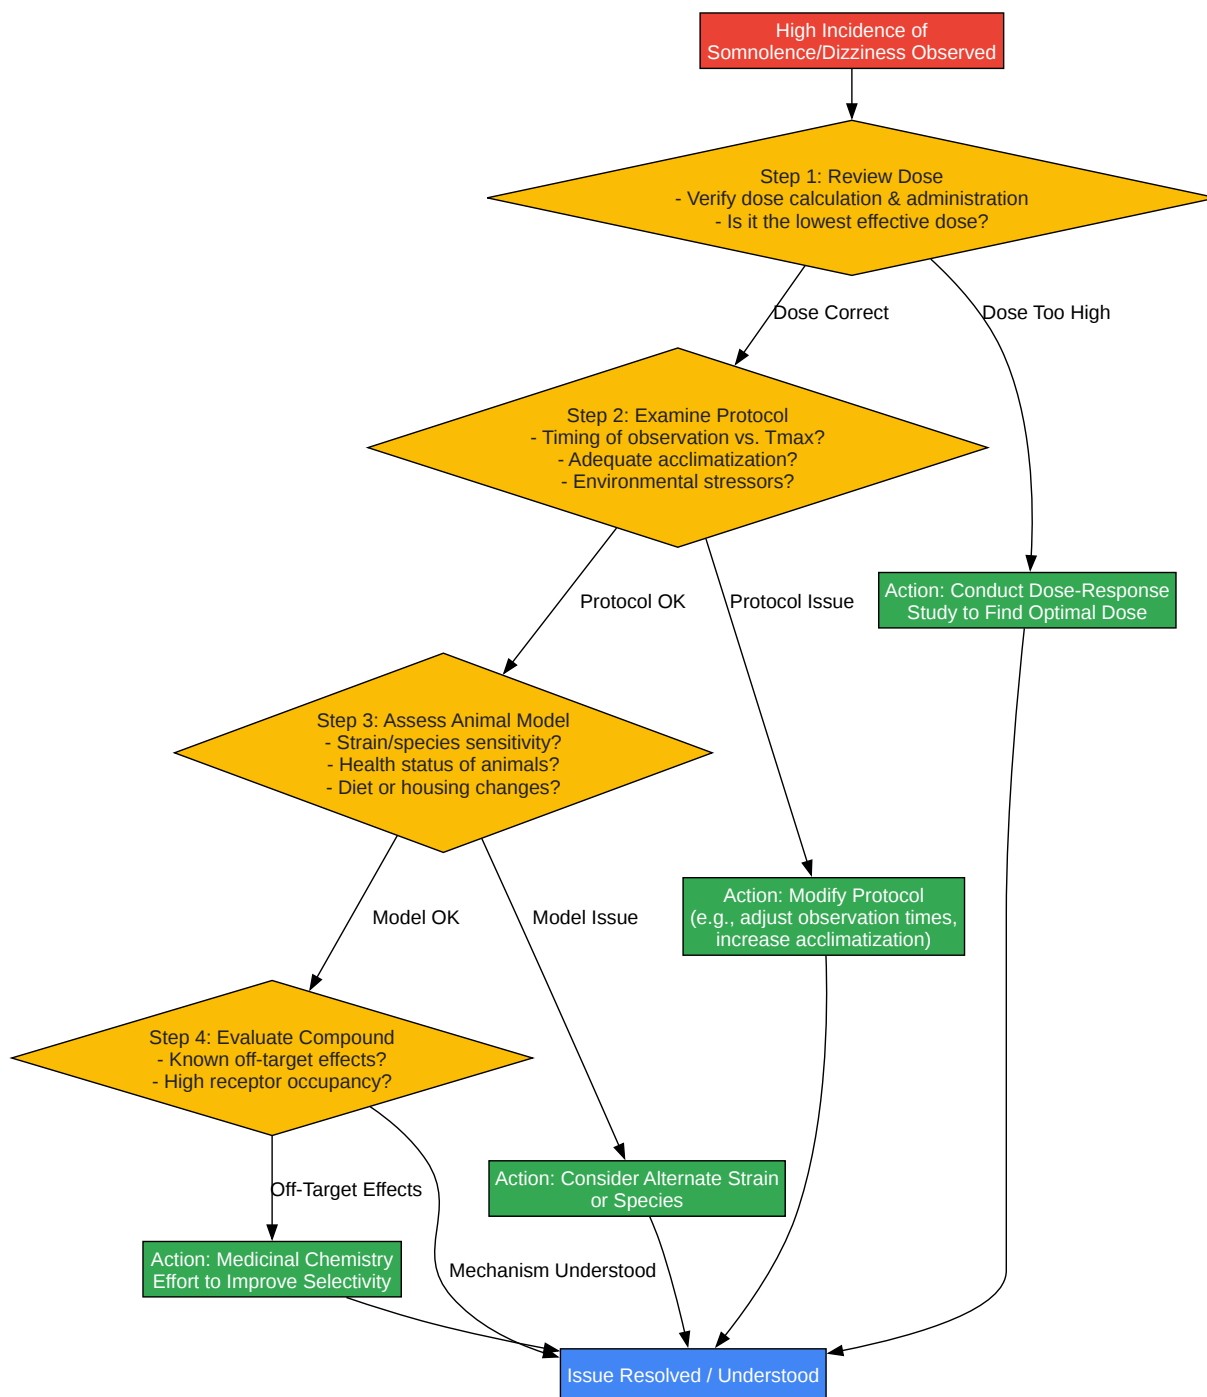 High Incidence of
Somnolence/Dizziness Observed
Step 1: Review Dose
- Verify dose calculation & administration
- Is it the lowest effective dose?
Dose Correct
Dose Too High
Step 2: Examine Protocol
- Timing of observation vs. Tmax?
- Adequate acclimatization?
- Environmental stressors?
Protocol OK
Protocol Issue
Action: Conduct Dose-Response
Study to Find Optimal Dose
Step 3: Assess Animal Model
- Strain/species sensitivity?
- Health status of animals?
- Diet or housing changes?
Model OK
Model Issue
Action: Modify Protocol
(e.g., adjust observation times,
increase acclimatization)
Step 4: Evaluate Compound
- Known off-target effects?
- High receptor occupancy?
Off-Target Effects
Action: Consider Alternate Strain
or Species
Action: Medicinal Chemistry
Effort to Improve Selectivity
Mechanism Understood
Issue Resolved / Understood